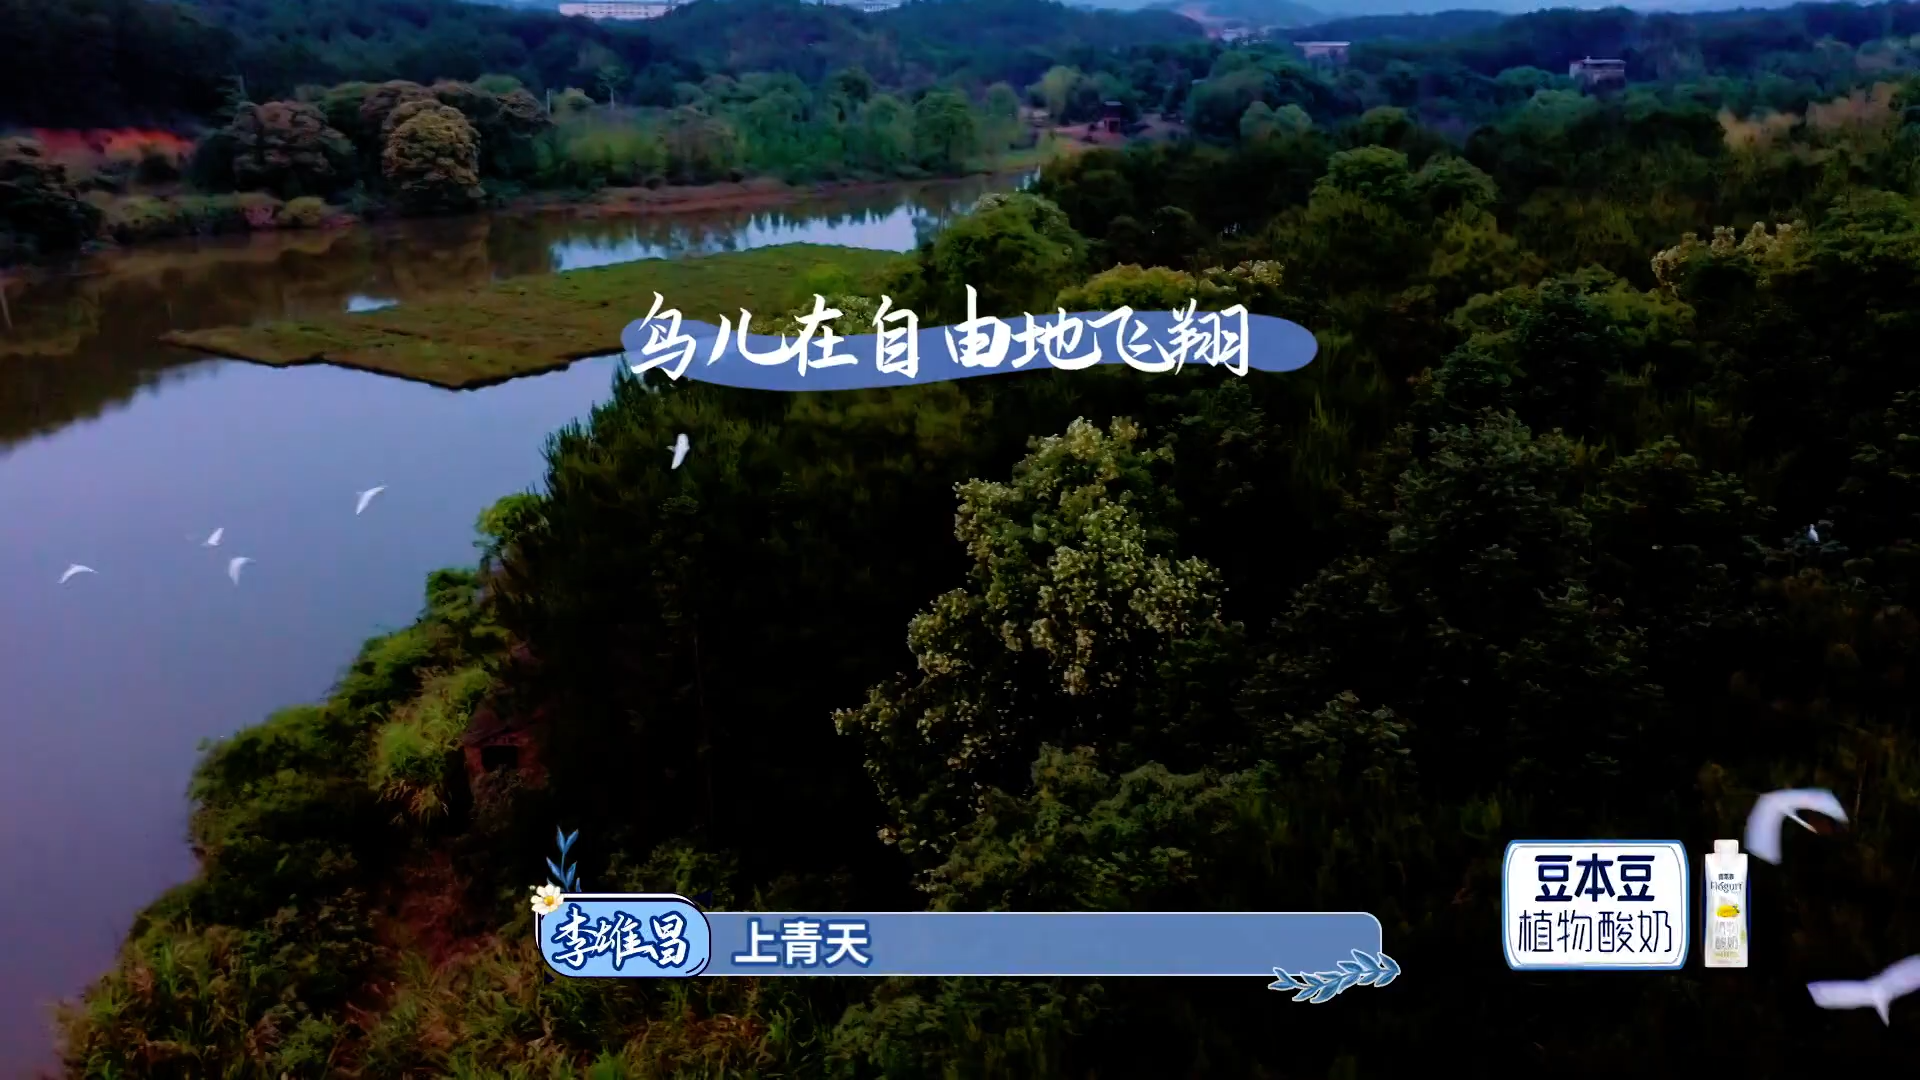 鸟儿在自由地飞翔
李雄昌
上青天
豆本豆
植物酸奶